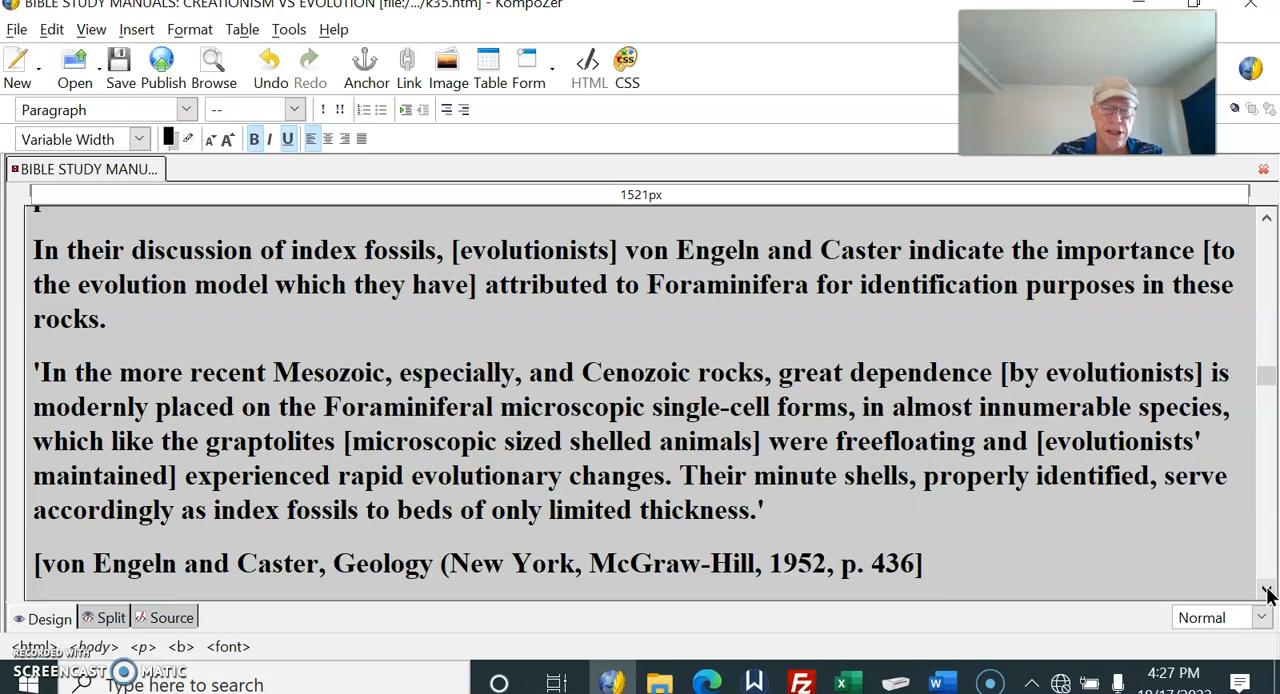 BIBLE STUDY MANUALS: CREATIONISM VS EVOLUTION [file:/.../k35.htm] - KompoZer
File Edit View Insert Format Table Tools Help
New Open Save Publish Browse Undo Redo Anchor Link Image Table Form HTML CSS
Paragraph -- ! !!
Variable Width A A B I U
BIBLE STUDY MANU...
1521px
In their discussion of index fossils, [evolutionists] von Engeln and Caster indicate the importance [to
the evolution model which they have] attributed to Foraminifera for identification purposes in these
rocks.
'In the more recent Mesozoic, especially, and Cenozoic rocks, great dependence [by evolutionists] is
modernly placed on the Foraminiferal microscopic single-cell forms, in almost innumerable species,
which like the graptolites [microscopic sized shelled animals] were freefloating and [evolutionists'
maintained] experienced rapid evolutionary changes. Their minute shells, properly identified, serve
accordingly as index fossils to beds of only limited thickness.'
[von Engeln and Caster, Geology (New York, McGraw-Hill, 1952, p. 436]
Design Split Source Normal
<html> <body> <p> <b> <font>
RECORDED WITH
SCREENCAST MATIC
Type here to search
4:27 PM